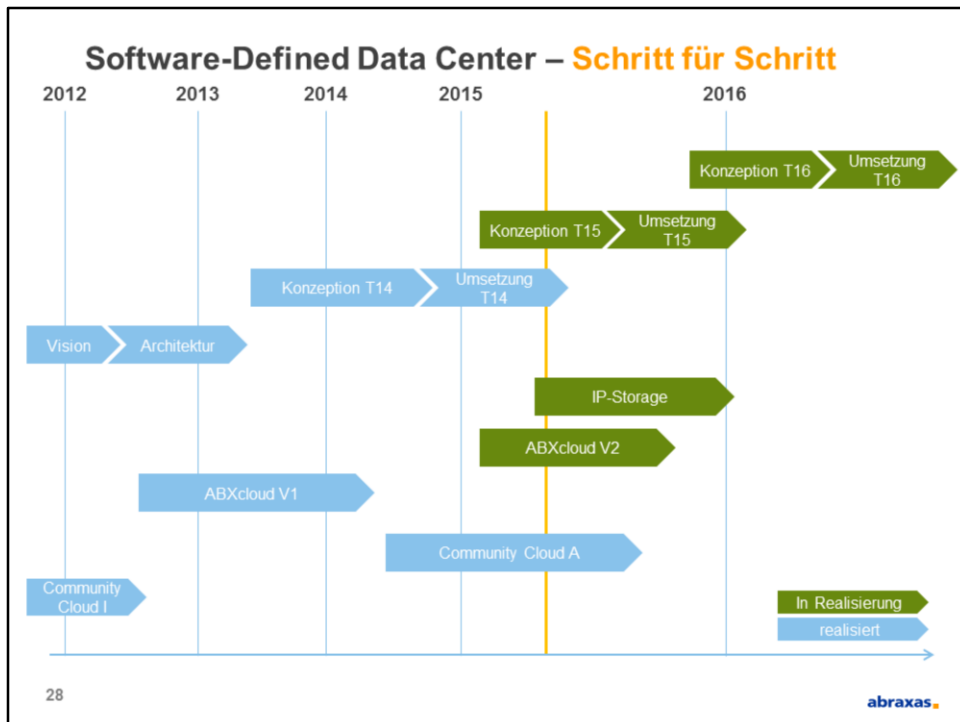 Software-Defined Data Center – Schritt für Schritt
2012 2013 2014 2015 2016
Konzeption T16
Umsetzung
T16
Konzeption T15
Umsetzung
T15
Konzeption T14
Umsetzung
T14
Vision
Architektur
IP-Storage
ABXcloud V2
ABXcloud V1
Community Cloud A
Community
Cloud I
In Realisierung
realisiert
28
abraxas